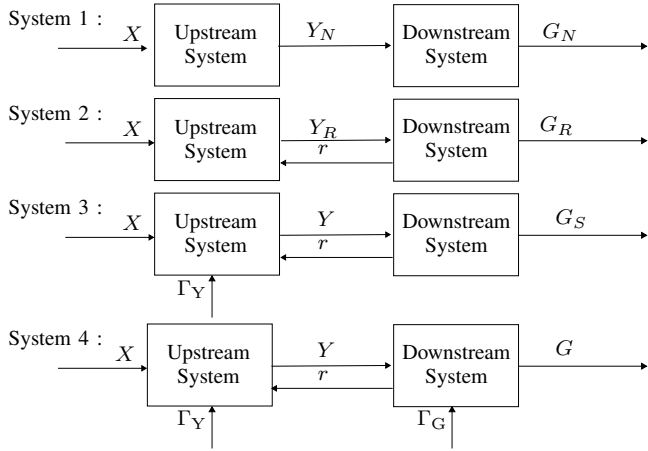 System 1 :
X
Upstream System
Y_N
Downstream System
G_N
System 2 :
X
Upstream System
Y_R
r
Downstream System
G_R
System 3 :
X
Upstream System
Y
r
Downstream System
G_S
Γ_Y
System 4 :
X
Upstream System
Y
r
Downstream System
G
Γ_Y
Γ_G